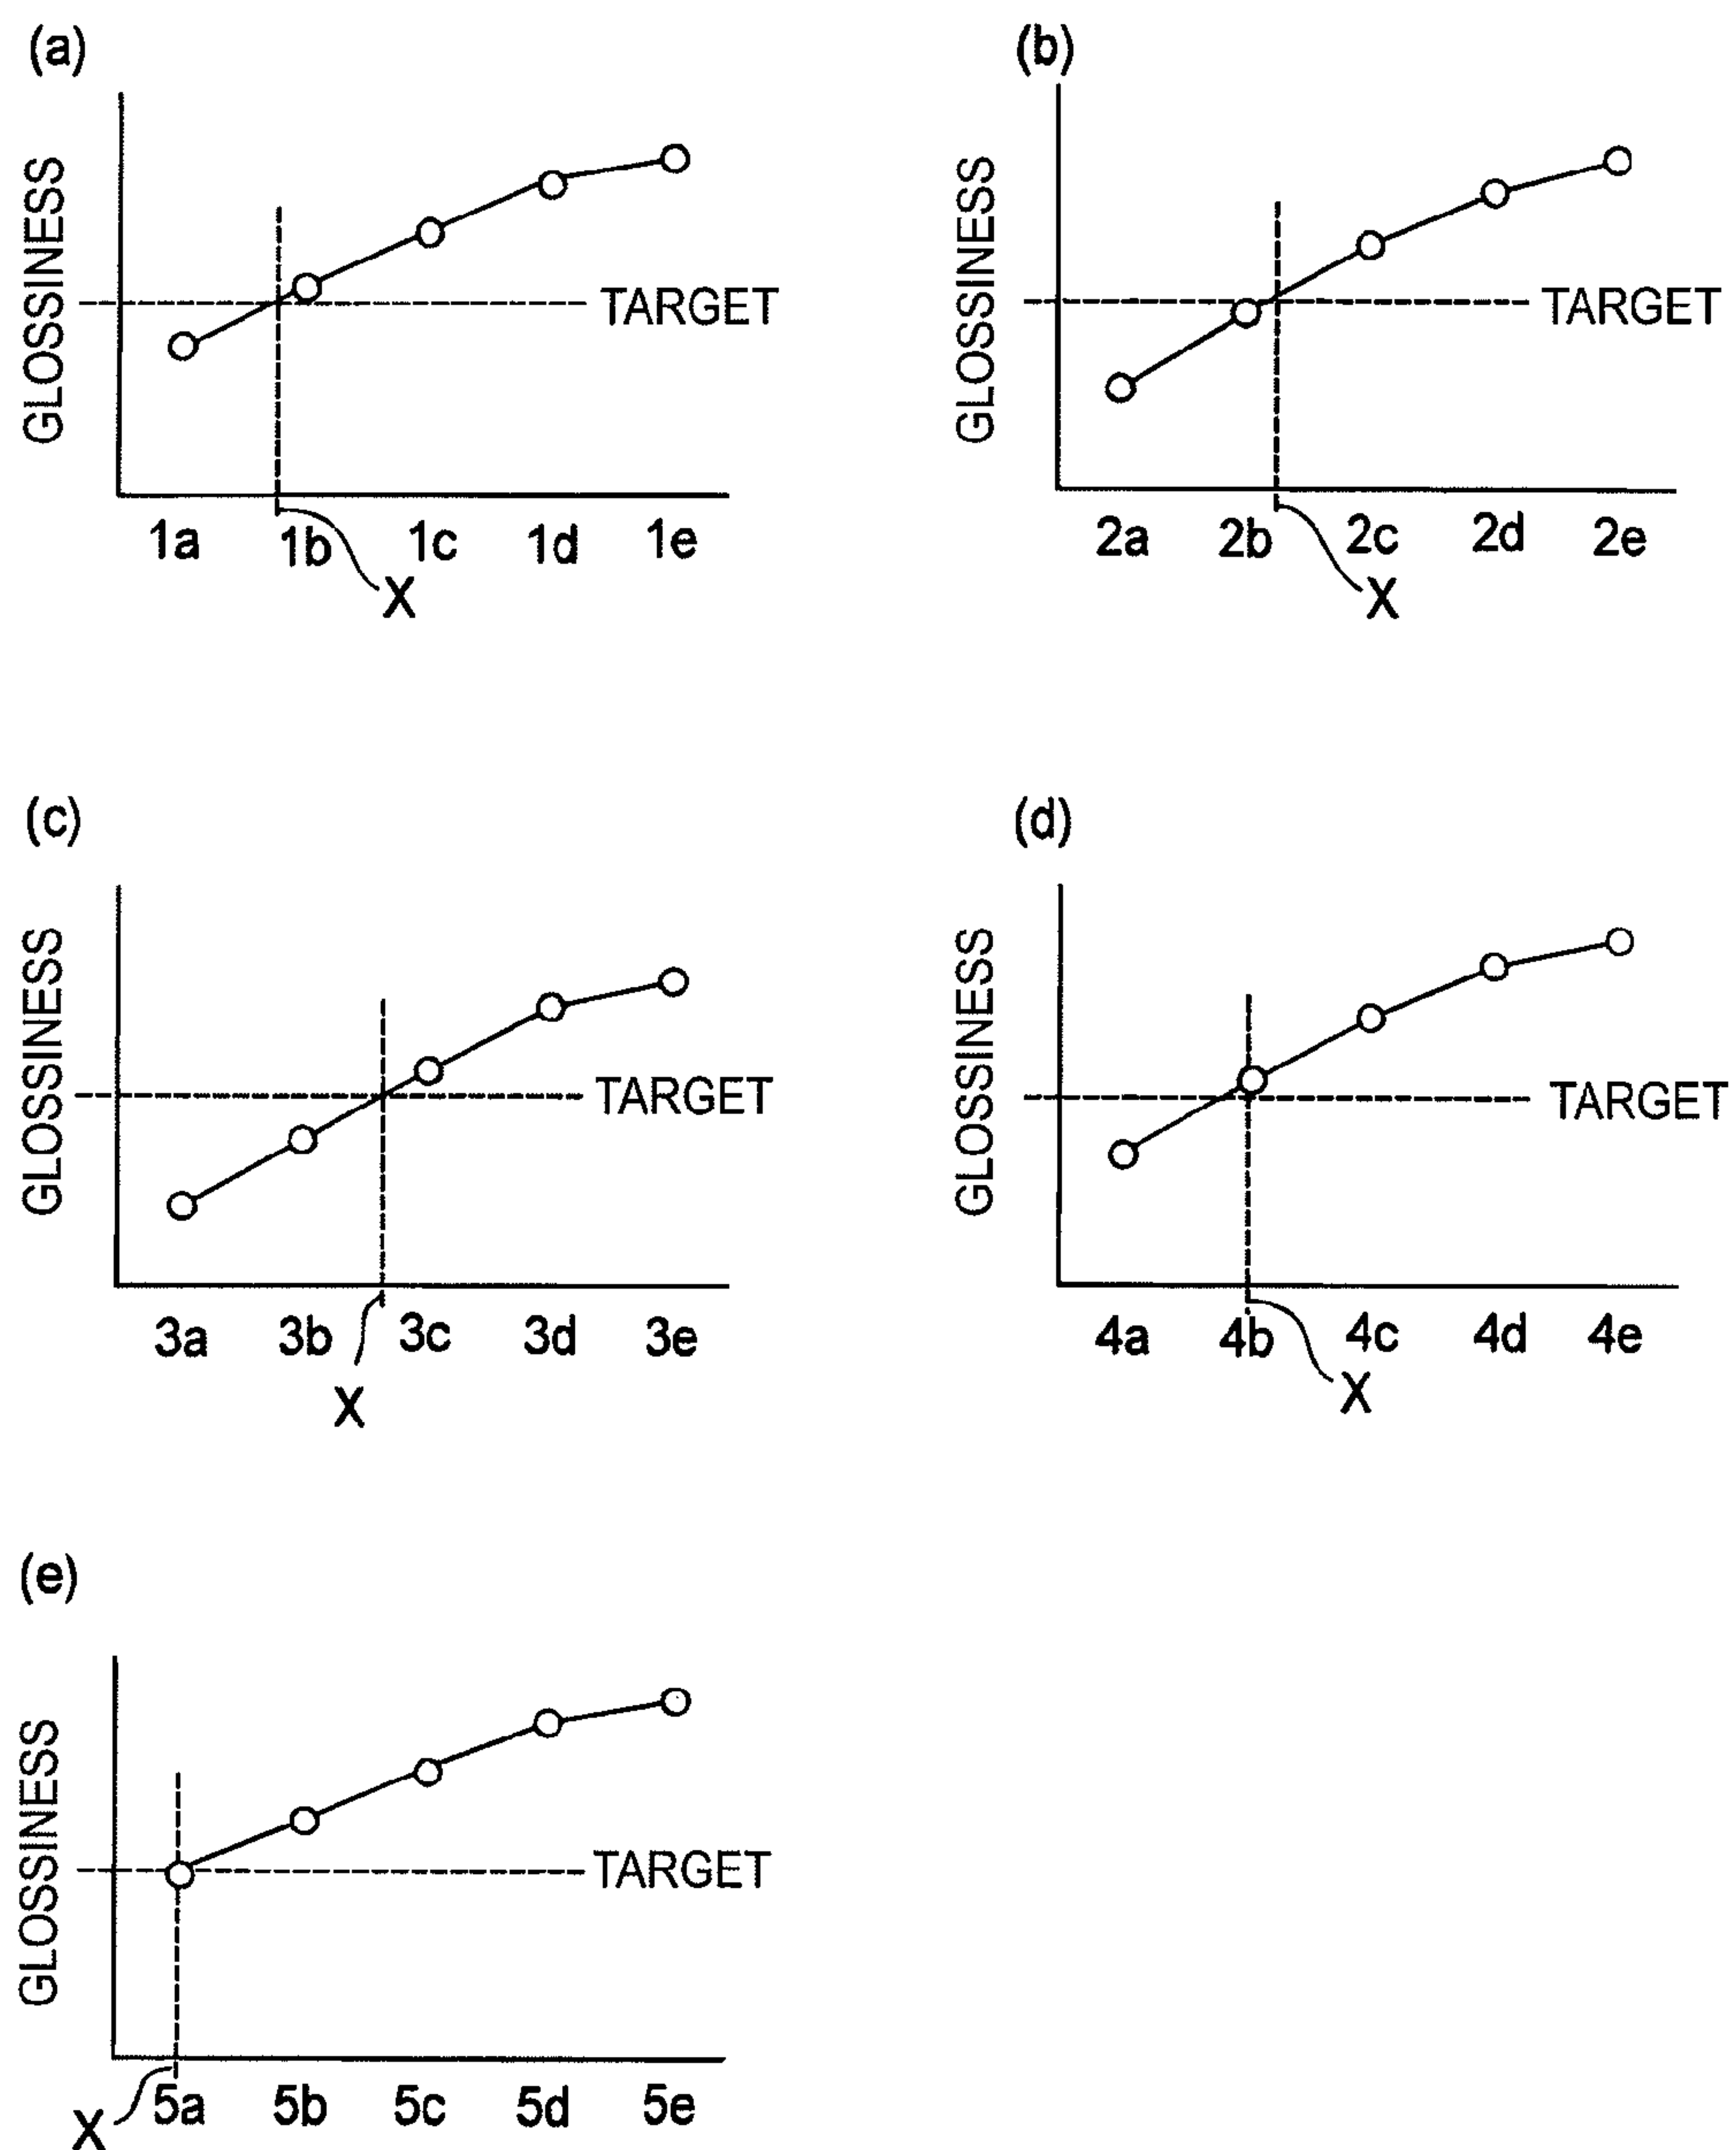 (a)
GLOSSINESS
TARGET
1a 1b 1c 1d 1e
X
(b)
GLOSSINESS
TARGET
2a 2b 2c 2d 2e
X
(c)
GLOSSINESS
TARGET
3a 3b 3c 3d 3e
X
(d)
GLOSSINESS
TARGET
4a 4b 4c 4d 4e
X
(e)
GLOSSINESS
TARGET
5a 5b 5c 5d 5e
X